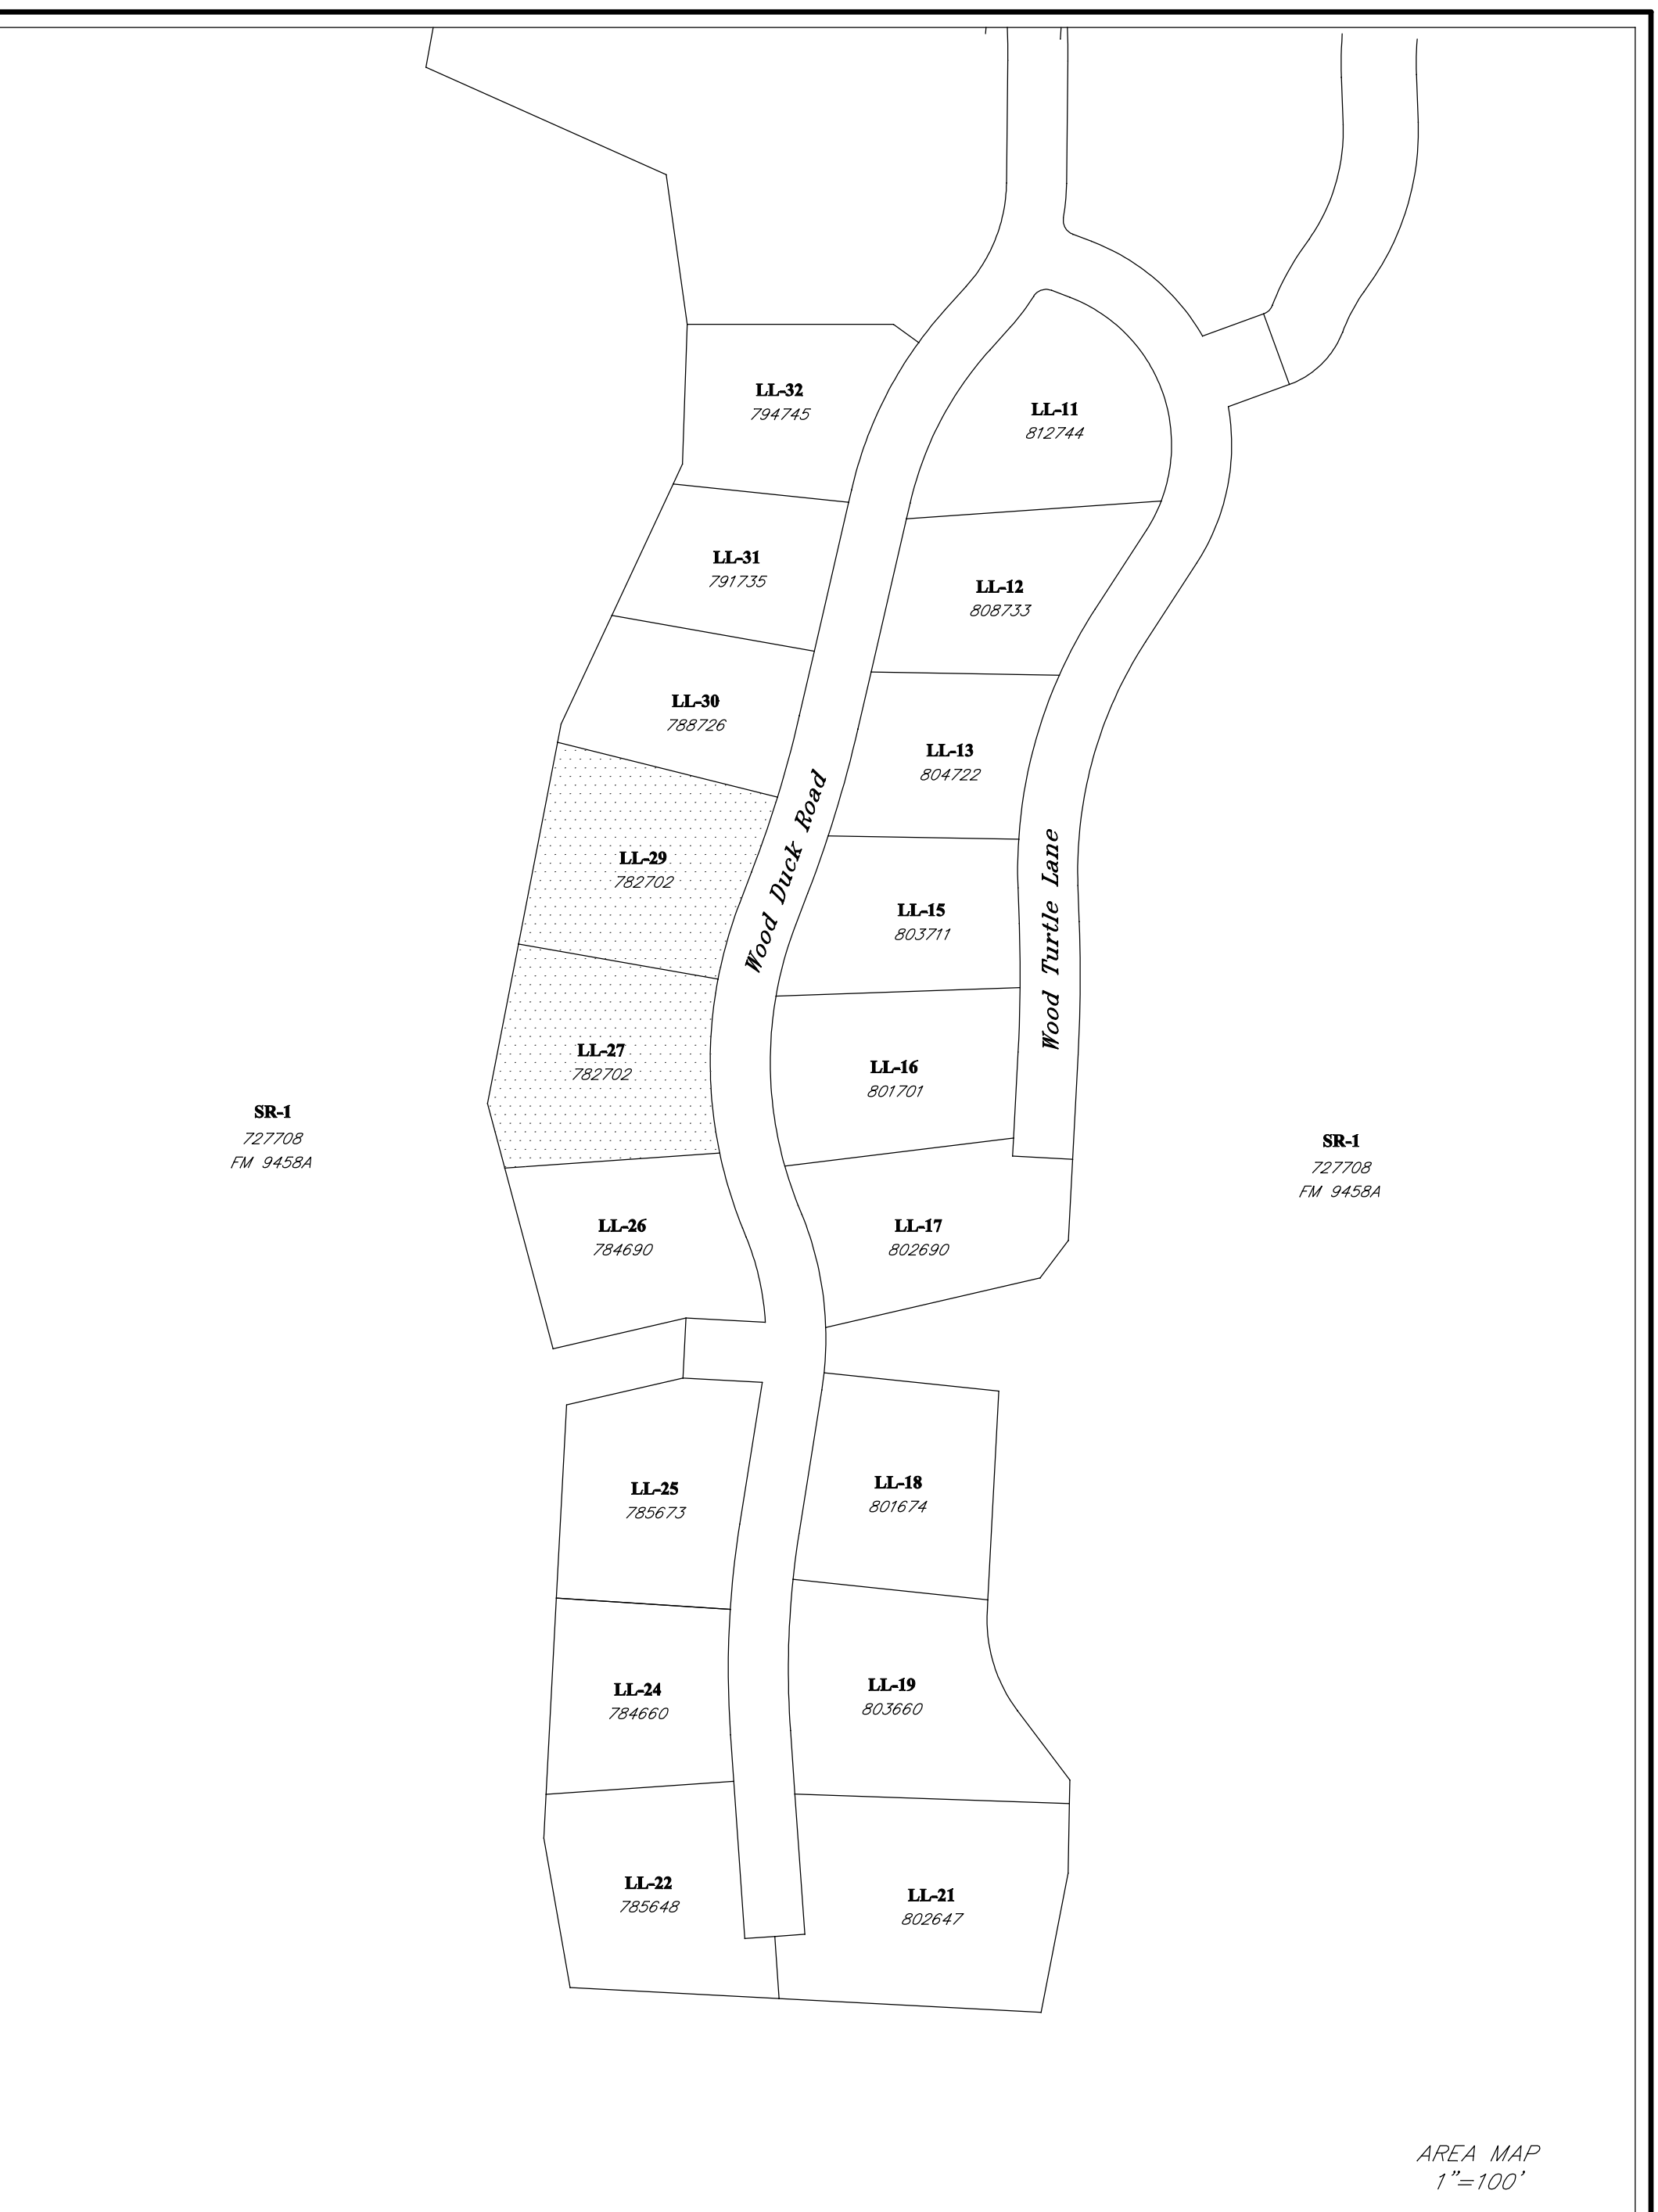 LL-32
794745
LL-11
812744
LL-31
791735
LL-12
808733
LL-30
788726
LL-13
804722
LL-29
782702
Wood Duck Road
LL-15
803711
Wood Turtle Lane
LL-27
782702
LL-16
801701
SR-1
727708
FM 9458A
SR-1
727708
FM 9458A
LL-26
784690
LL-17
802690
LL-25
785673
LL-18
801674
LL-24
784660
LL-19
803660
LL-22
785648
LL-21
802647
AREA MAP
1"=100'